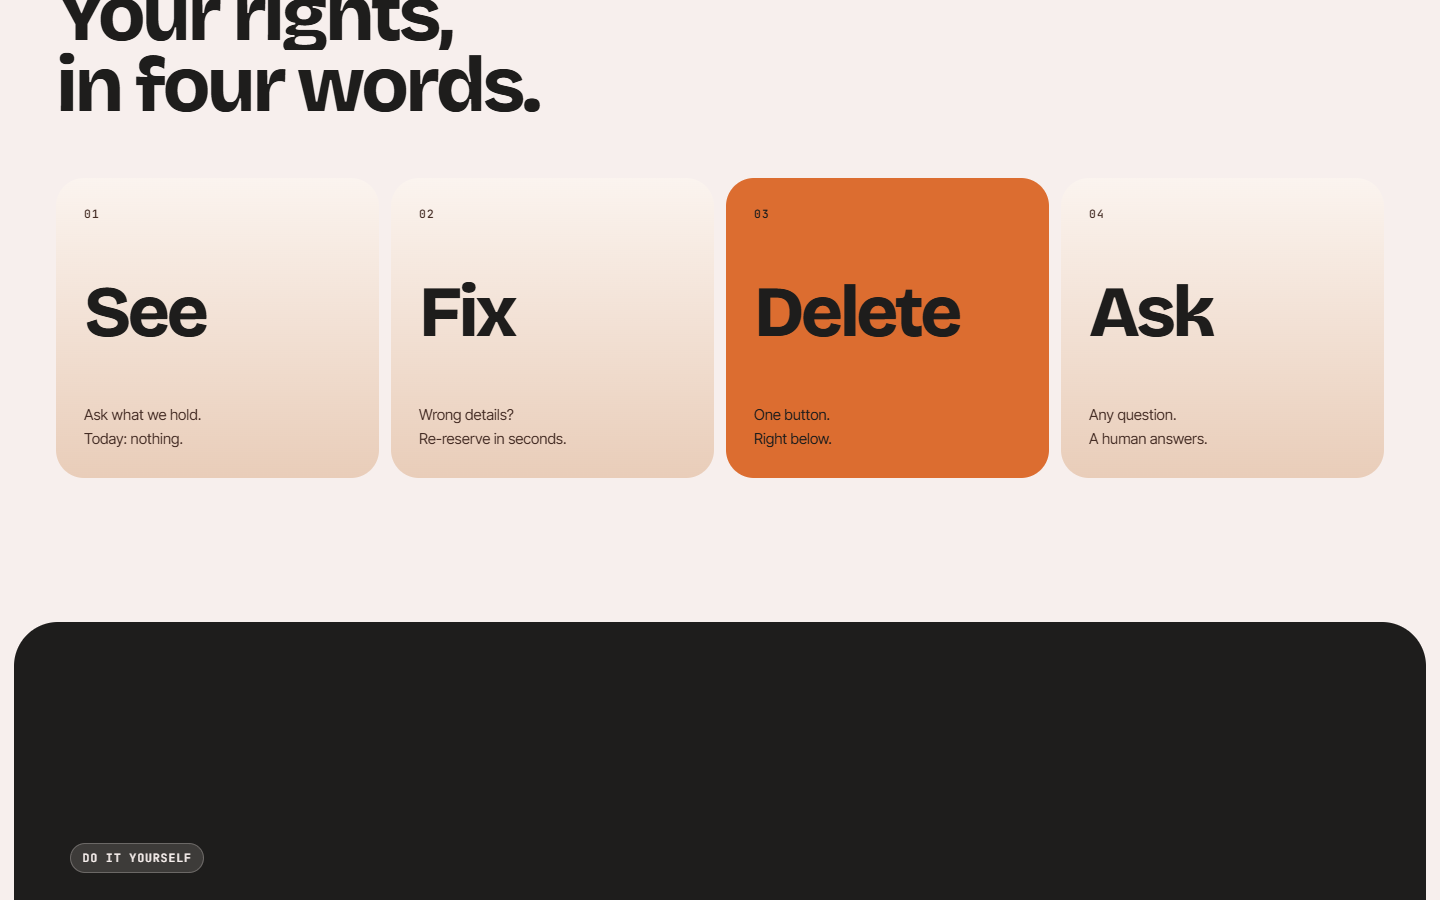 Your rights,
in four words.
01
See
Ask what we hold.
Today: nothing.
02
Fix
Wrong details?
Re-reserve in seconds.
03
Delete
One button.
Right below.
04
Ask
Any question.
A human answers.
DO IT YOURSELF